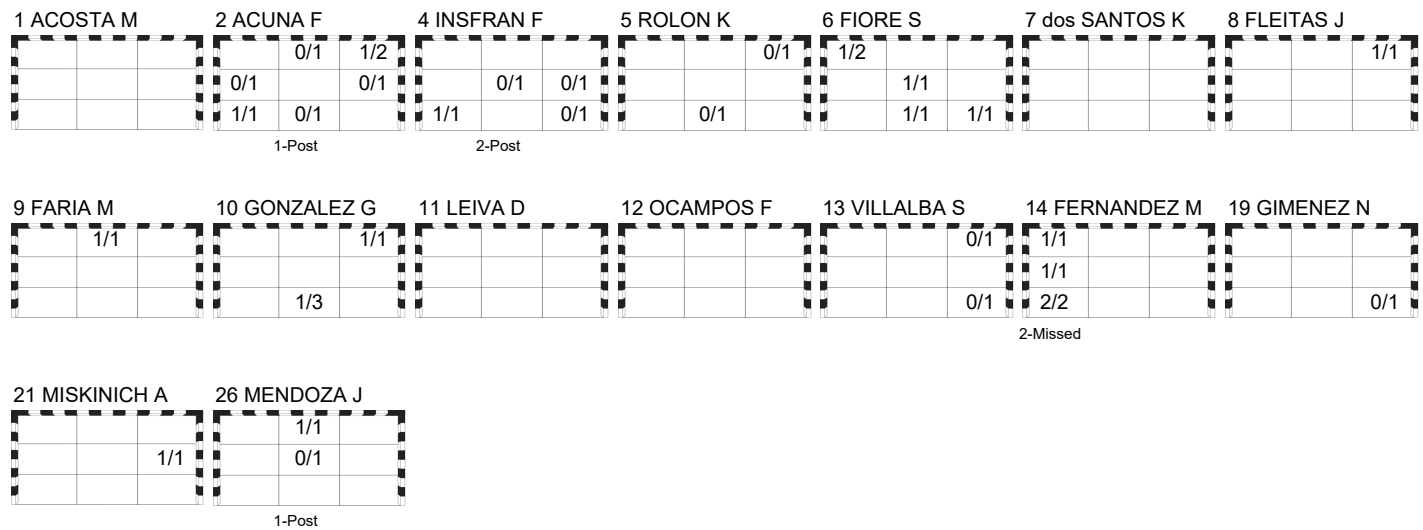 1 ACOSTA M 2 ACUNA F 4 INSFRAN F 5 ROLON K 6 FIORE S 7 dos SANTOS K 8 FLEITAS J
0/1 1/2 0/1 1/2 1/1
0/1 0/1 0/1 0/1 1/1
1/1 0/1 1/1 0/1 0/1 1/1 1/1
1-Post 2-Post
9 FARIA M 10 GONZALEZ G 11 LEIVA D 12 OCAMPOS F 13 VILLALBA S 14 FERNANDEZ M 19 GIMENEZ N
1/1 1/1 0/1 1/1
1/1
1/3 0/1 2/2 0/1
2-Missed
21 MISKINICH A 26 MENDOZA J
1/1
1/1 0/1
1-Post